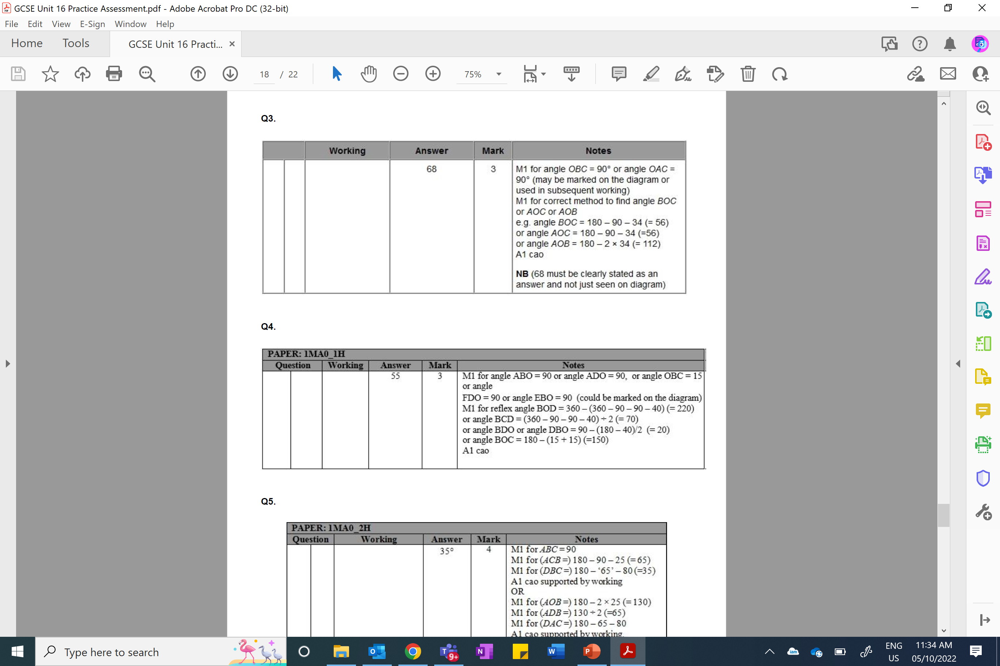 GCSE Unit 16 Practice Assessment.pdf - Adobe Acrobat Pro DC (32-bit)
File Edit View E-Sign Window Help
Home Tools GCSE Unit 16 Practi... ×
18 / 22 75%
Q3.
Working Answer Mark Notes
68 3 M1 for angle OBC = 90° or angle OAC =
90° (may be marked on the diagram or
used in subsequent working)
M1 for correct method to find angle BOC
or AOC or AOB
e.g. angle BOC = 180 – 90 – 34 (= 56)
or angle AOC = 180 – 90 – 34 (=56)
or angle AOB = 180 – 2 × 34 (= 112)
A1 cao
NB (68 must be clearly stated as an
answer and not just seen on diagram)
Q4.
PAPER: 1MA0_1H
Question Working Answer Mark Notes
55 3 M1 for angle ABO = 90 or angle ADO = 90, or angle OBC = 15
or angle
FDO = 90 or angle EBO = 90 (could be marked on the diagram)
M1 for reflex angle BOD = 360 – (360 – 90 – 90 – 40) (= 220)
or angle BCD = (360 – 90 – 90 – 40) ÷ 2 (= 70)
or angle BDO or angle DBO = 90 – (180 – 40)/2 (= 20)
or angle BOC = 180 – (15 + 15) (=150)
A1 cao
Q5.
PAPER: 1MA0_2H
Question Working Answer Mark Notes
35° 4 M1 for ABC = 90
M1 for (ACB =) 180 – 90 – 25 (= 65)
M1 for (DBC =) 180 – ‘65’ – 80 (=35)
A1 cao supported by working
OR
M1 for (AOB =) 180 – 2 × 25 (= 130)
M1 for (ADB =) 130 ÷ 2 (=65)
M1 for (DAC =) 180 – 65 – 80
A1 cao supported by working
Type here to search
9+
iam
ENG
US
11:34 AM
05/10/2022